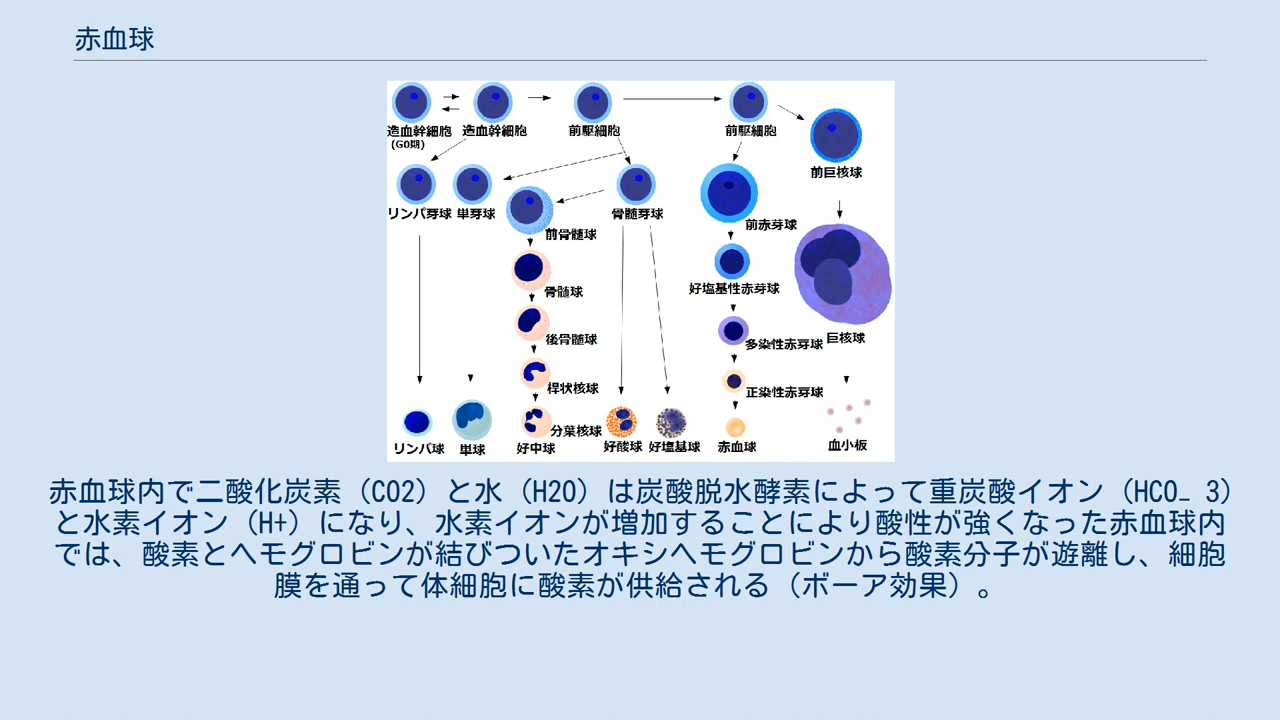 赤血球
造血幹細胞
(G0期)
造血幹細胞
前駆細胞
前駆細胞
前巨核球
リンパ芽球
単芽球
前骨髄球
骨髄芽球
前赤芽球
骨髄球
好塩基性赤芽球
後骨髄球
多染性赤芽球
巨核球
桿状核球
正染性赤芽球
分葉核球
リンパ球
単球
好中球
好酸球
好塩基球
赤血球
血小板
赤血球内で二酸化炭素（CO2）と水（H2O）は炭酸脱水酵素によって重炭酸イオン（HCO− 3）
と水素イオン（H+）になり、水素イオンが増加することにより酸性が強くなった赤血球内
では、酸素とヘモグロビンが結びついたオキシヘモグロビンから酸素分子が遊離し、細胞
膜を通って体細胞に酸素が供給される（ボーア効果）。